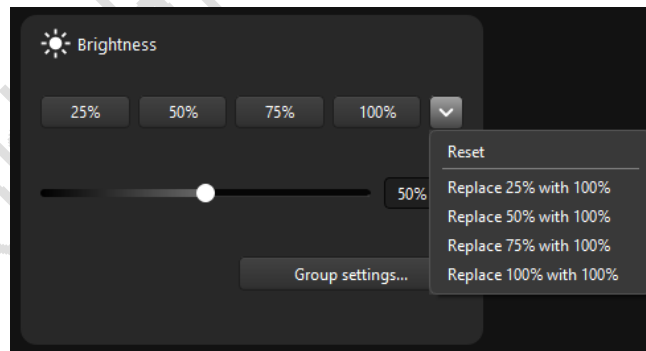 Brightness
25% 50% 75% 100%
Reset
Replace 25% with 100%
50%
Replace 50% with 100%
Replace 75% with 100%
Group settings...
Replace 100% with 100%